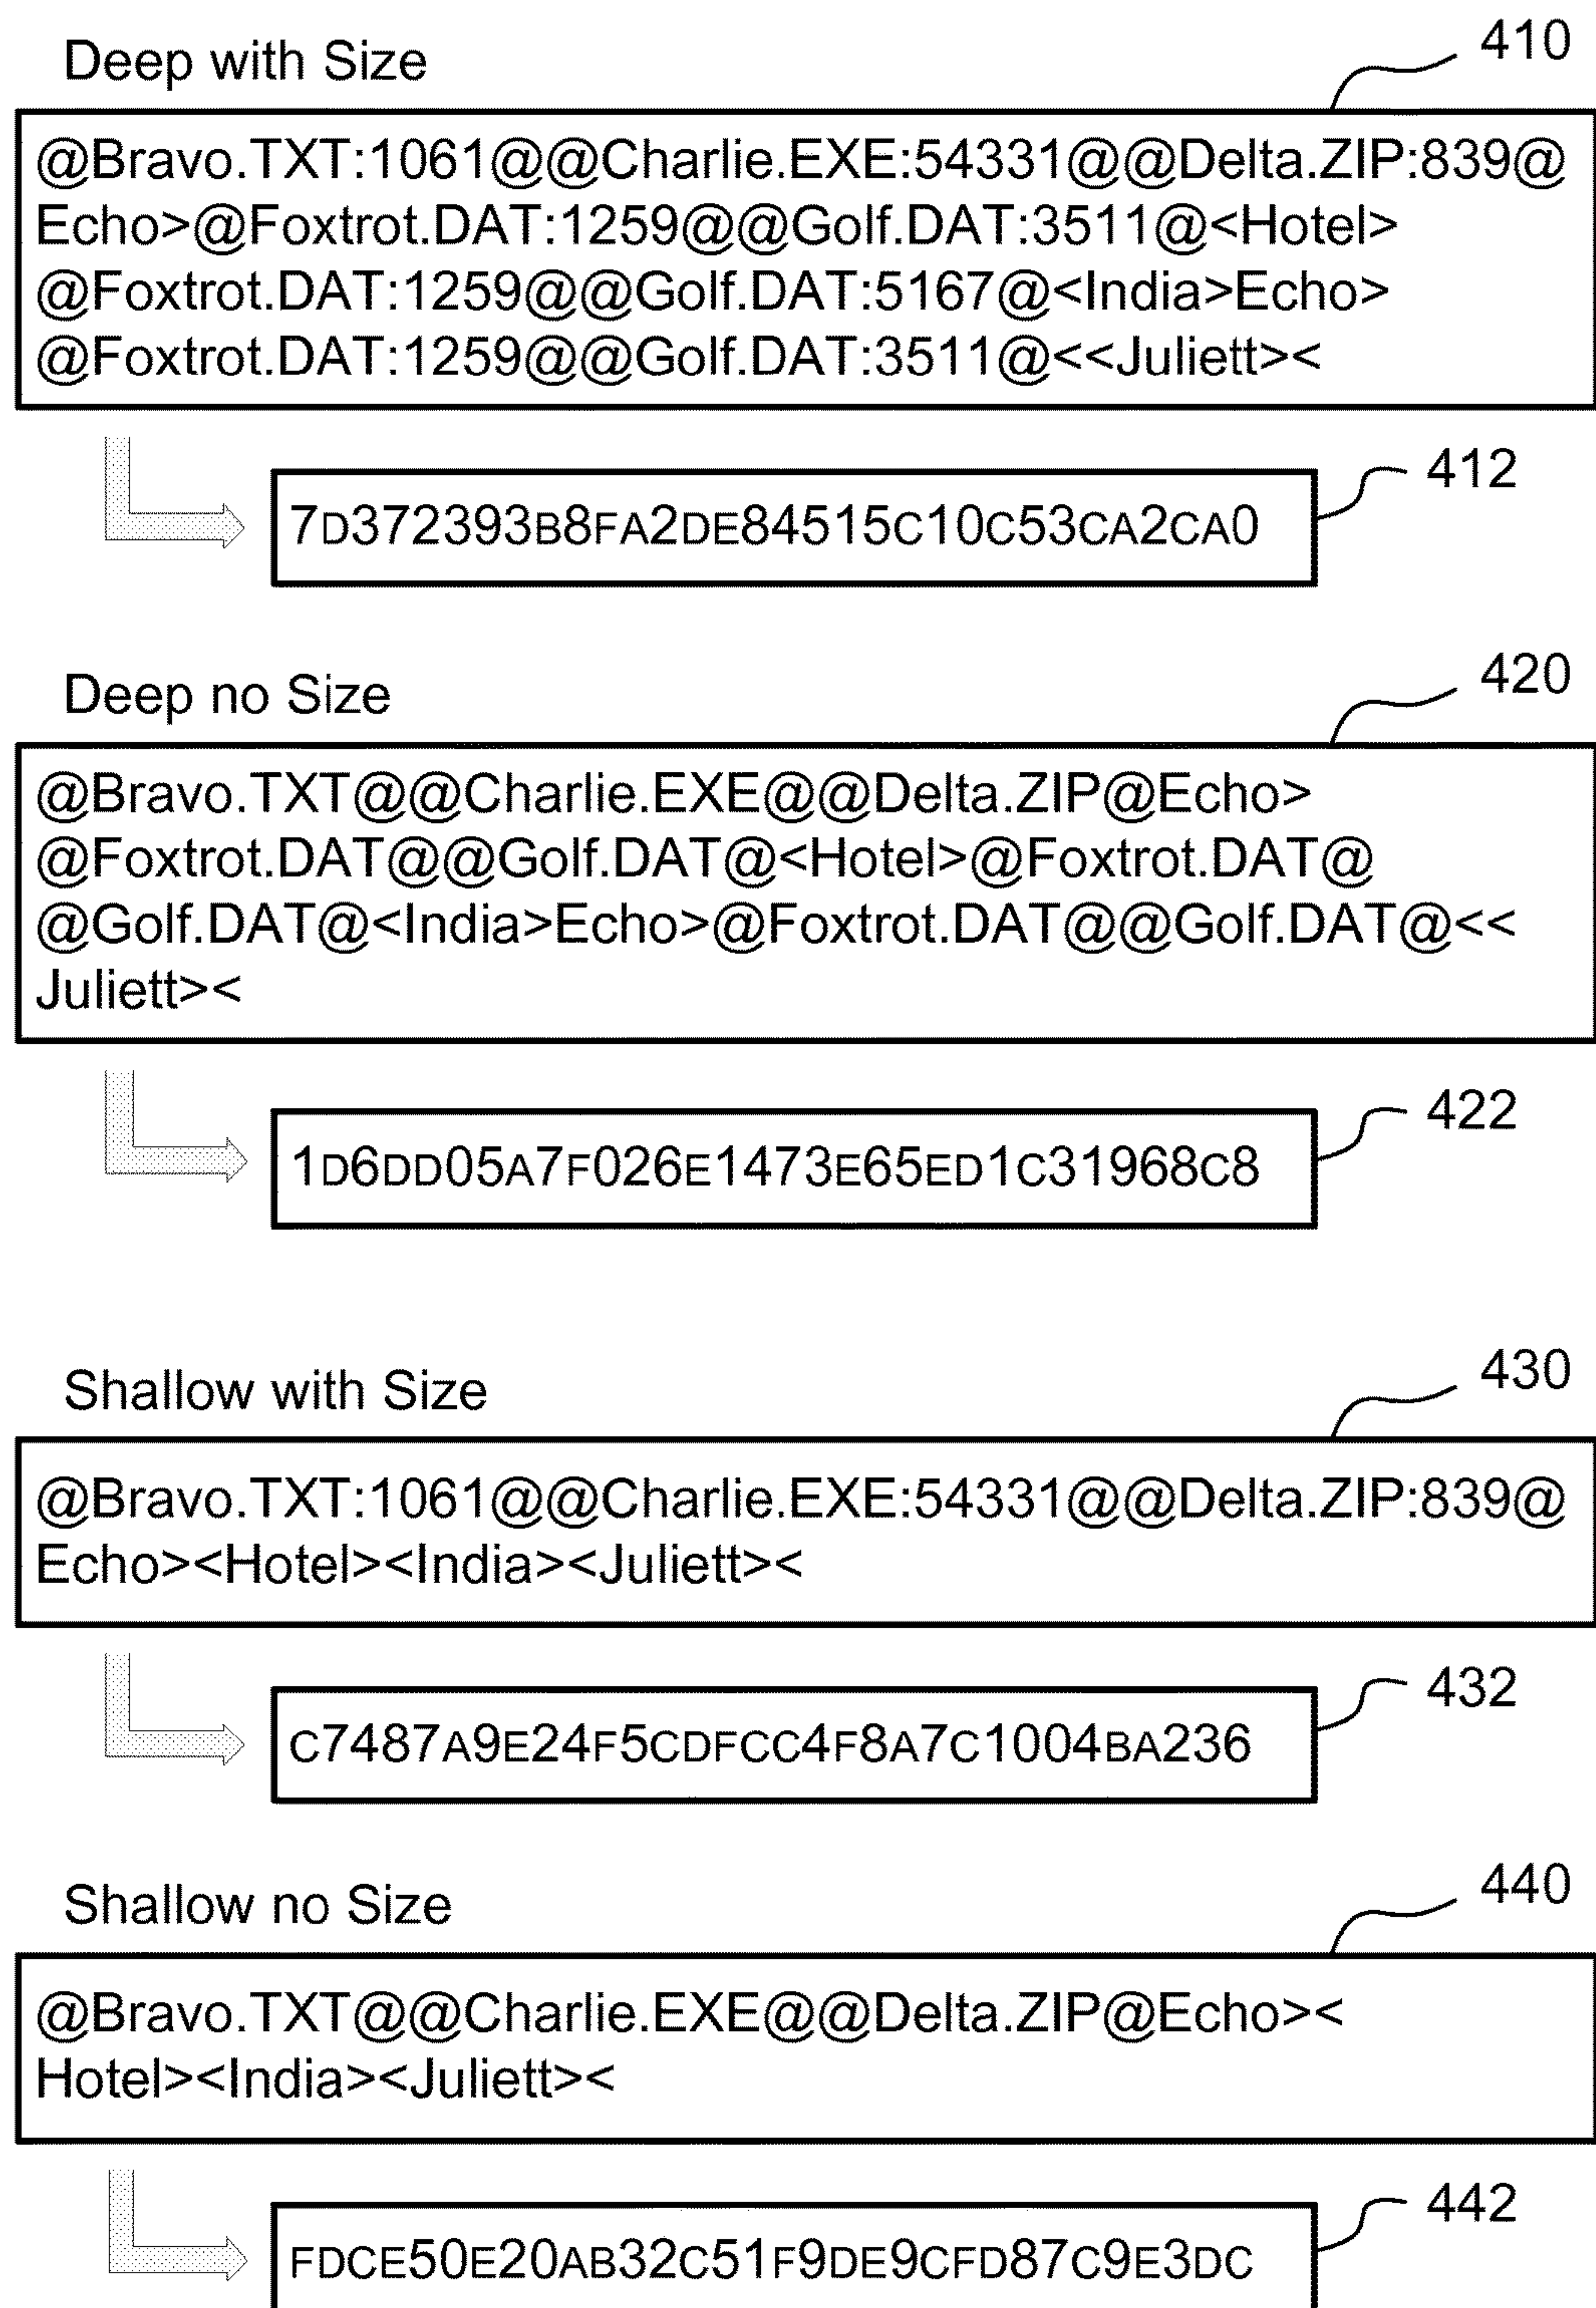 Deep with Size
410
@Bravo.TXT:1061@@Charlie.EXE:54331@@Delta.ZIP:839@
Echo>@Foxtrot.DAT:1259@@Golf.DAT:3511@<Hotel>
@Foxtrot.DAT:1259@@Golf.DAT:5167@<India>Echo>
@Foxtrot.DAT:1259@@Golf.DAT:3511@<<Juliett><
412
7D372393B8FA2DE84515C10C53CA2CA0
Deep no Size
420
@Bravo.TXT@@Charlie.EXE@@Delta.ZIP@Echo>
@Foxtrot.DAT@@Golf.DAT@<Hotel>@Foxtrot.DAT@
@Golf.DAT@<India>Echo>@Foxtrot.DAT@@Golf.DAT@<<
Juliett><
422
1D6DD05A7F026E1473E65ED1C31968C8
Shallow with Size
430
@Bravo.TXT:1061@@Charlie.EXE:54331@@Delta.ZIP:839@
Echo><Hotel><India><Juliett><
432
C7487A9E24F5CDFCC4F8A7C1004BA236
Shallow no Size
440
@Bravo.TXT@@Charlie.EXE@@Delta.ZIP@Echo><
Hotel><India><Juliett><
442
FDCE50E20AB32C51F9DE9CFD87C9E3DC